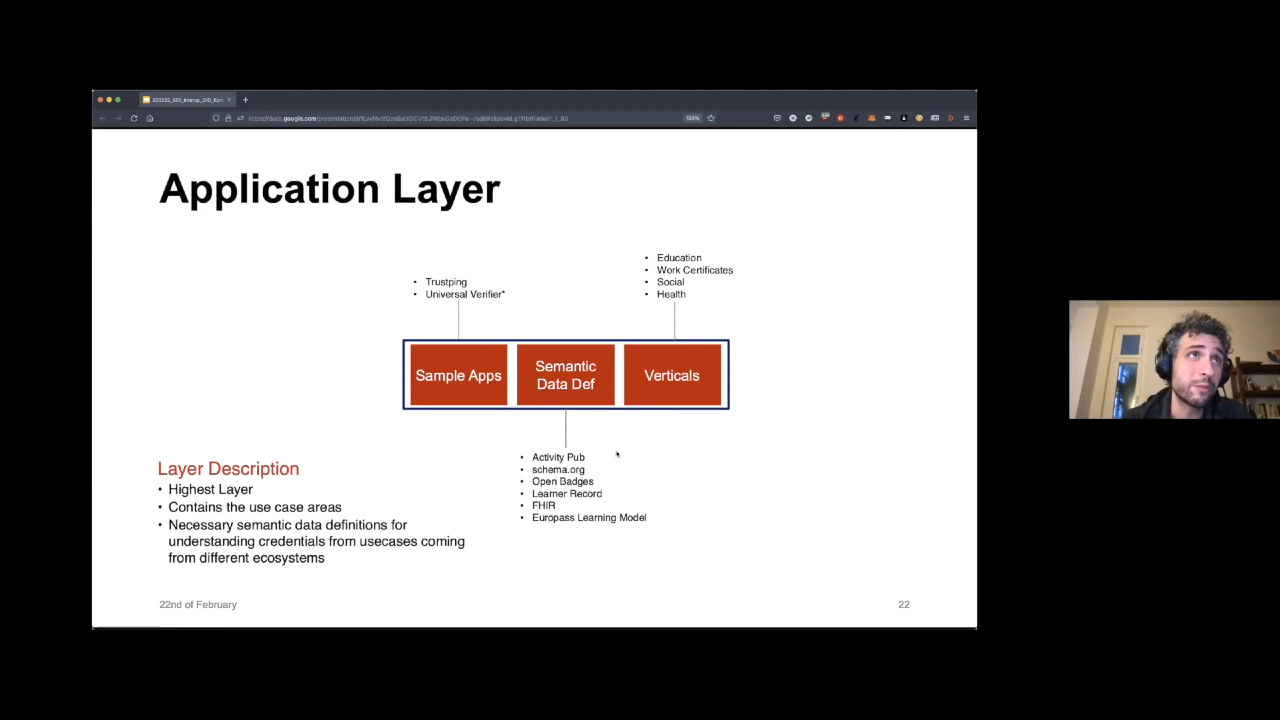 120%
Application Layer
• Education
• Work Certificates
• Social
• Health
• Trustping
• Universal Verifier*
Sample Apps
Semantic
Data Def
Verticals
• Activity Pub
• schema.org
• Open Badges
• Learner Record
• FHIR
• Europass Learning Model
Layer Description
• Highest Layer
• Contains the use case areas
• Necessary semantic data definitions for
understanding credentials from usecases coming
from different ecosystems
22nd of February
22